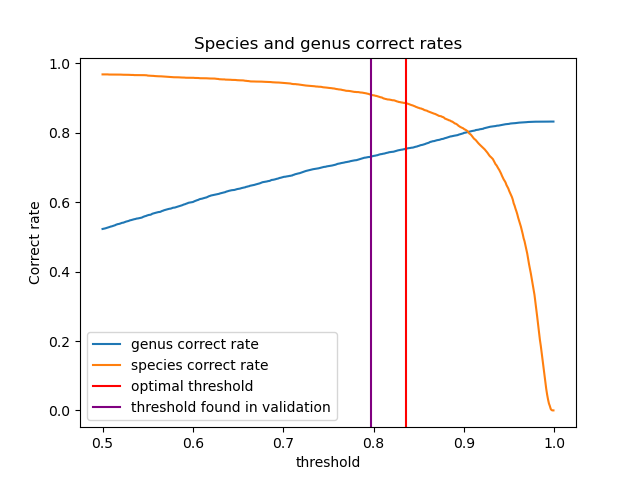 Species and genus correct rates
Correct rate
1.0
0.8
0.6
0.4
0.2
0.0
genus correct rate
species correct rate
optimal threshold
threshold found in validation
0.5 0.6 0.7 0.8 0.9 1.0
threshold